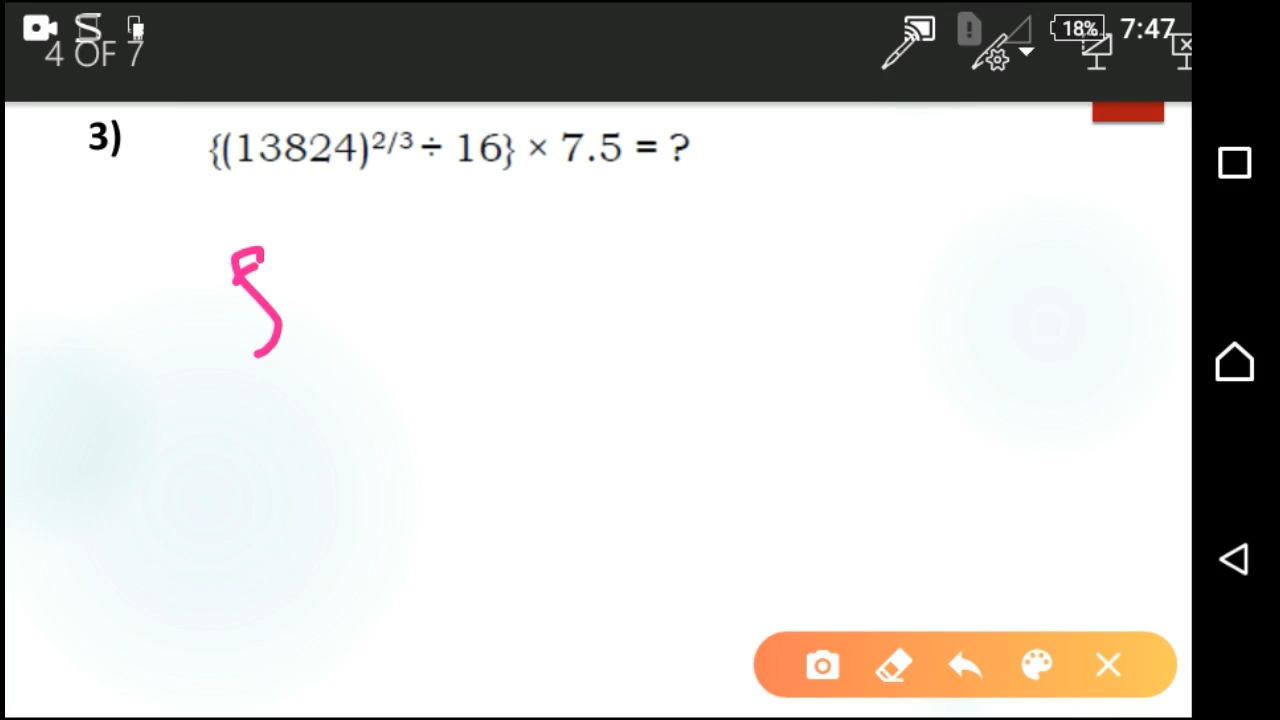 18% 7:47
4 OF 7
3) {(13824)²/³ ÷ 16} × 7.5 = ?